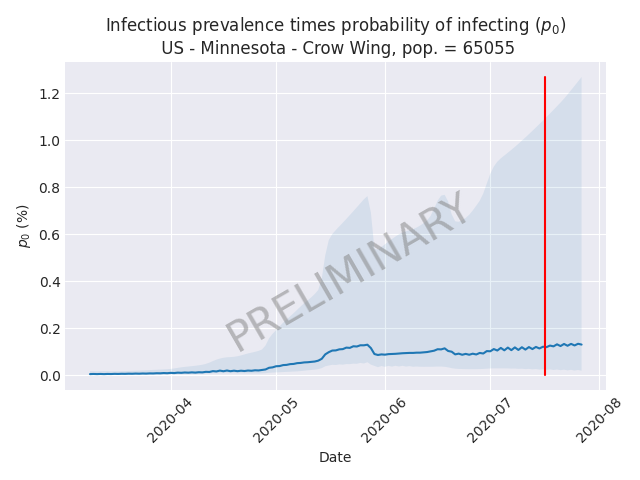 Infectious prevalence times probability of infecting (p₀)
US - Minnesota - Crow Wing, pop. = 65055
1.2
1.0
0.8
0.6
0.4
0.2
0.0
p₀ (%)
PRELIMINARY
2020-04
2020-05
2020-06
2020-07
2020-08
Date